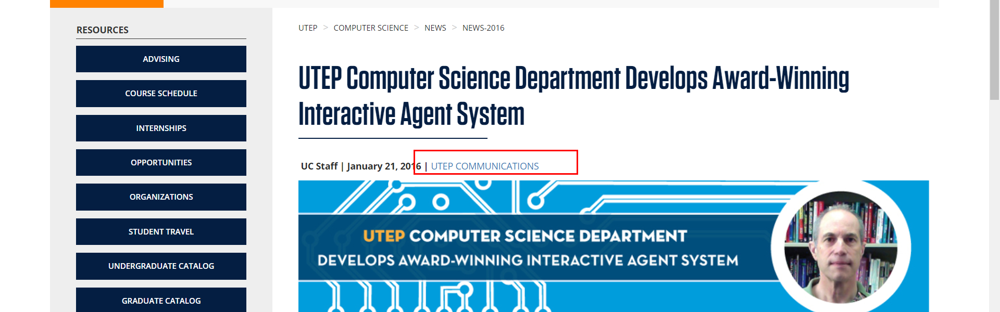 UTEP > COMPUTER SCIENCE > NEWS > NEWS-2016
RESOURCES
ADVISING
COURSE SCHEDULE
INTERNSHIPS
OPPORTUNITIES
ORGANIZATIONS
STUDENT TRAVEL
UNDERGRADUATE CATALOG
GRADUATE CATALOG
UTEP Computer Science Department Develops Award-Winning
Interactive Agent System
UC Staff | January 21, 2016 | UTEP COMMUNICATIONS
UTEP COMPUTER SCIENCE DEPARTMENT
DEVELOPS AWARD-WINNING INTERACTIVE AGENT SYSTEM